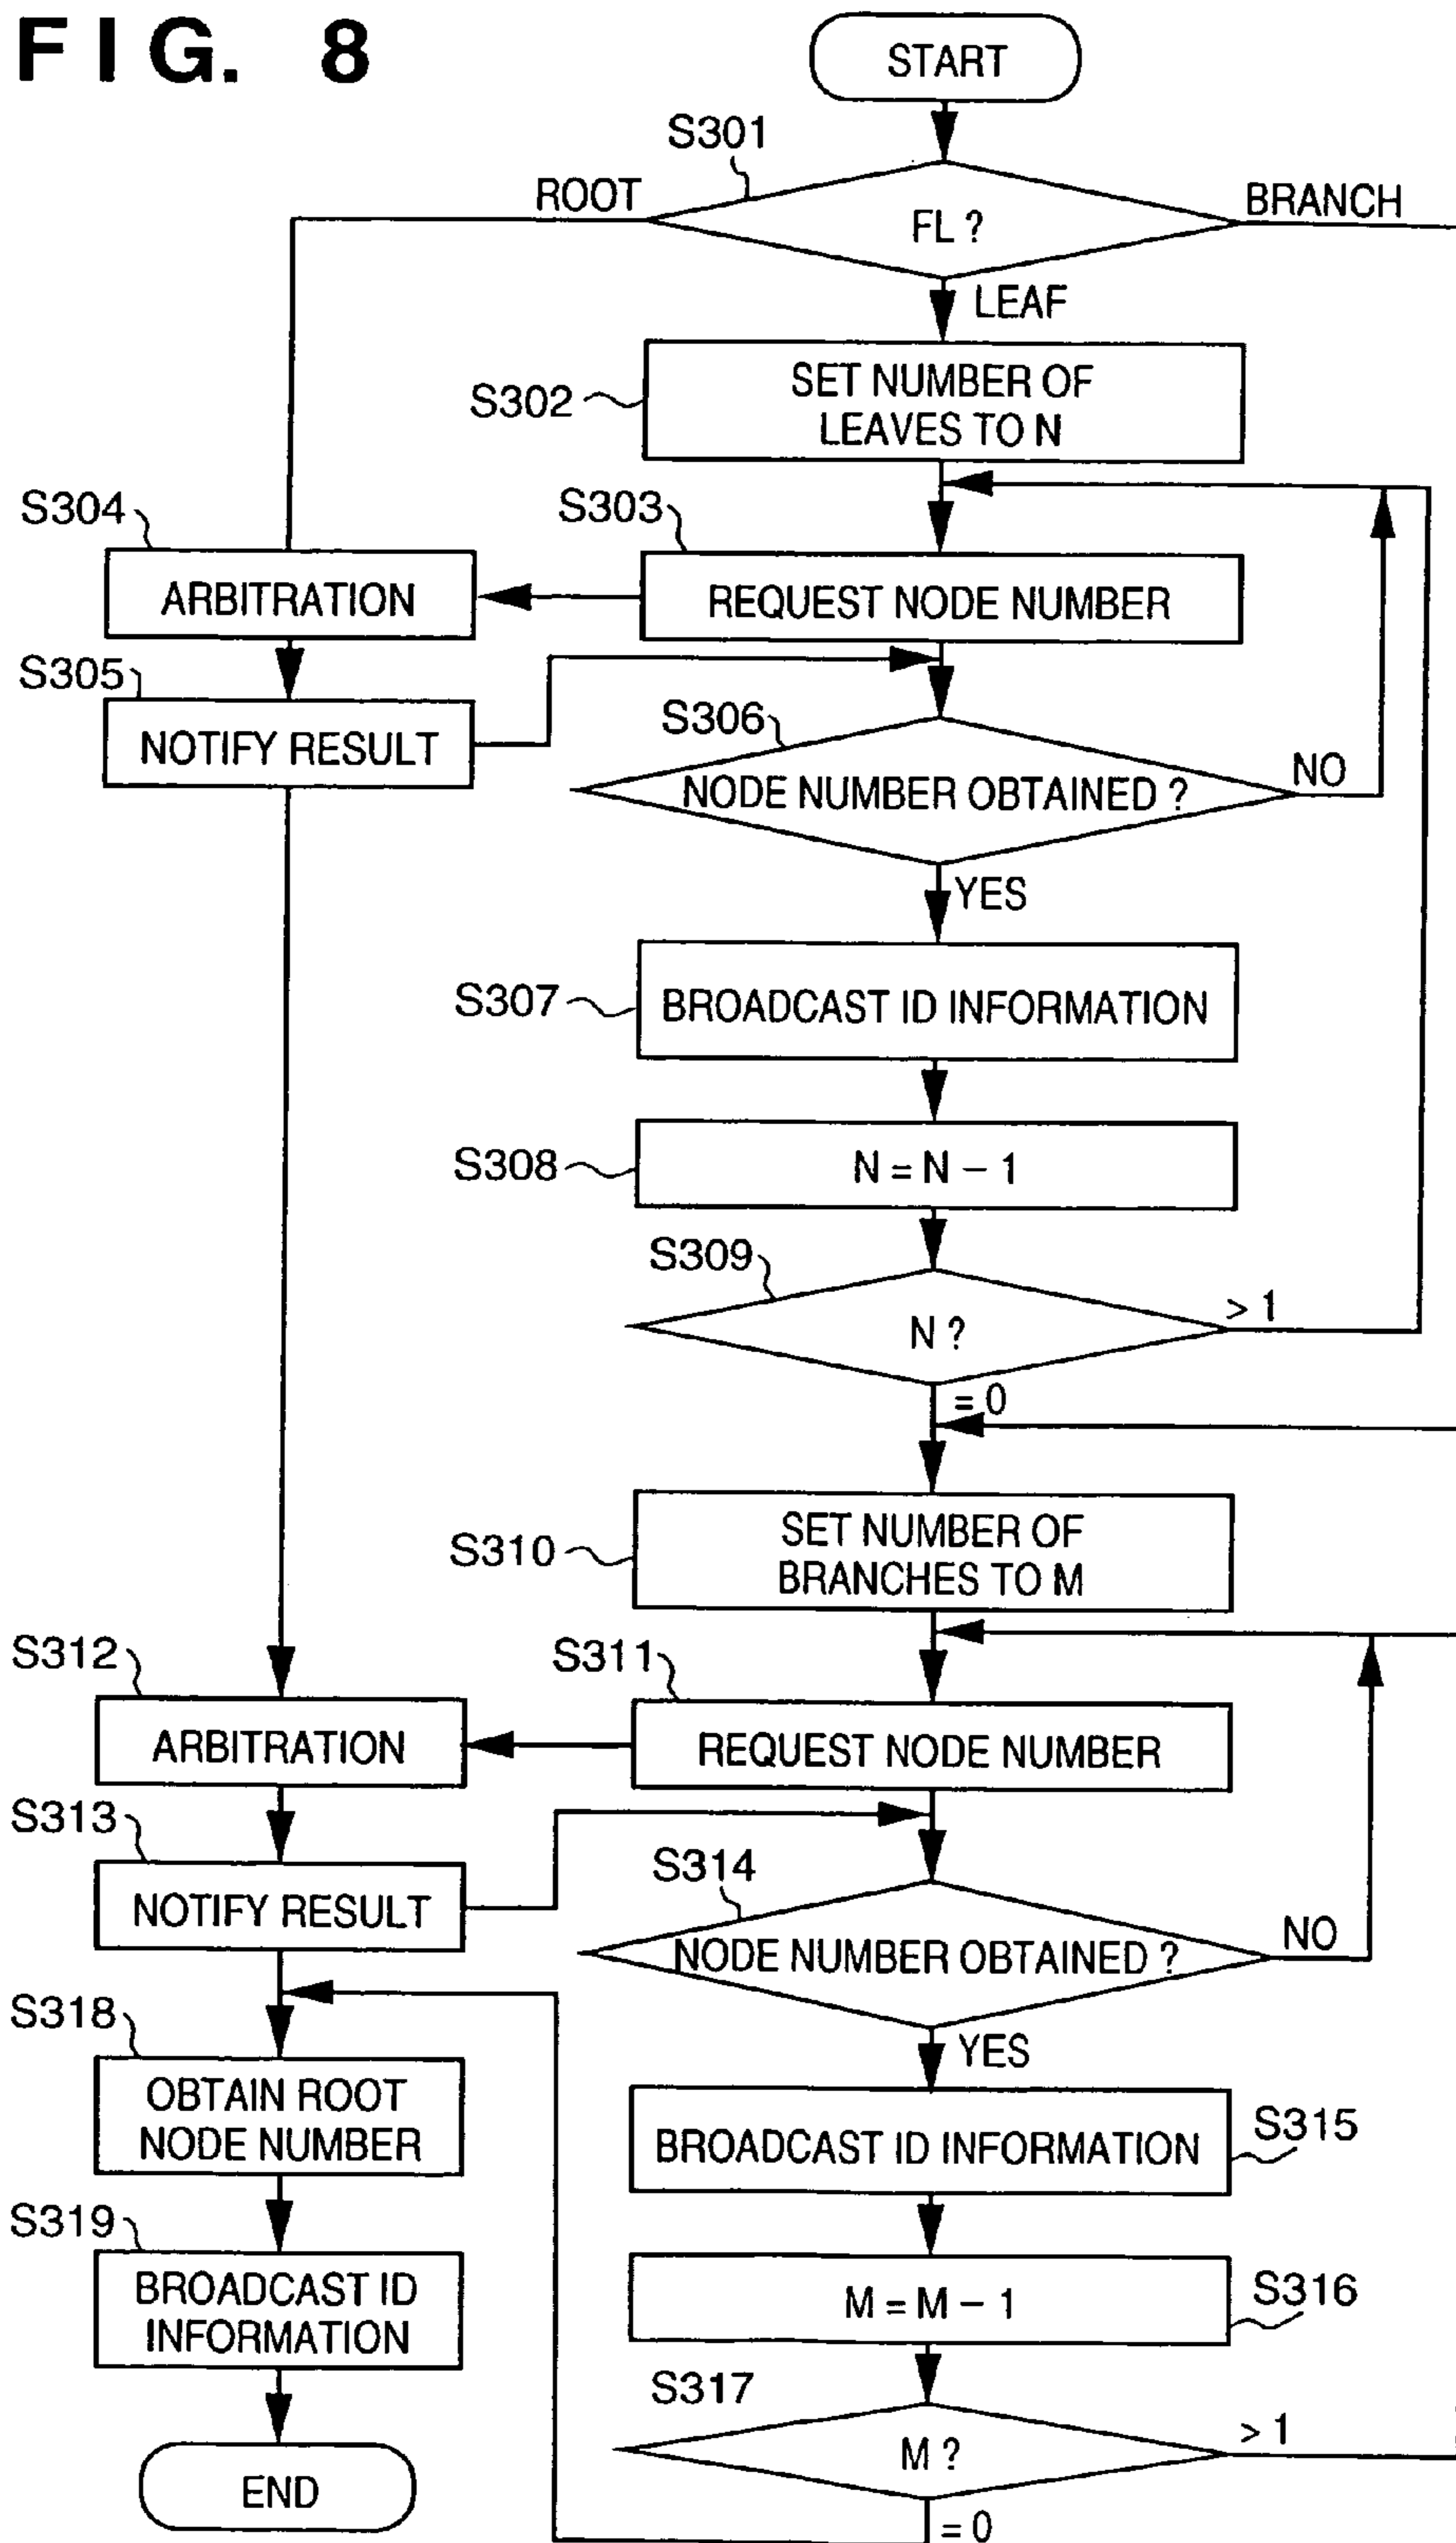 FIG. 8
START
S301
ROOT
FL ?
BRANCH
LEAF
S302
SET NUMBER OF
LEAVES TO N
S304
ARBITRATION
S303
REQUEST NODE NUMBER
S305
NOTIFY RESULT
S306
NODE NUMBER OBTAINED ?
NO
YES
S307
BROADCAST ID INFORMATION
S308
N = N − 1
S309
N ?
> 1
= 0
S310
SET NUMBER OF
BRANCHES TO M
S312
ARBITRATION
S311
REQUEST NODE NUMBER
S313
NOTIFY RESULT
S314
NODE NUMBER OBTAINED ?
NO
YES
S318
OBTAIN ROOT
NODE NUMBER
BROADCAST ID INFORMATION
S315
S319
BROADCAST ID
INFORMATION
M = M − 1
S316
S317
M ?
> 1
= 0
END